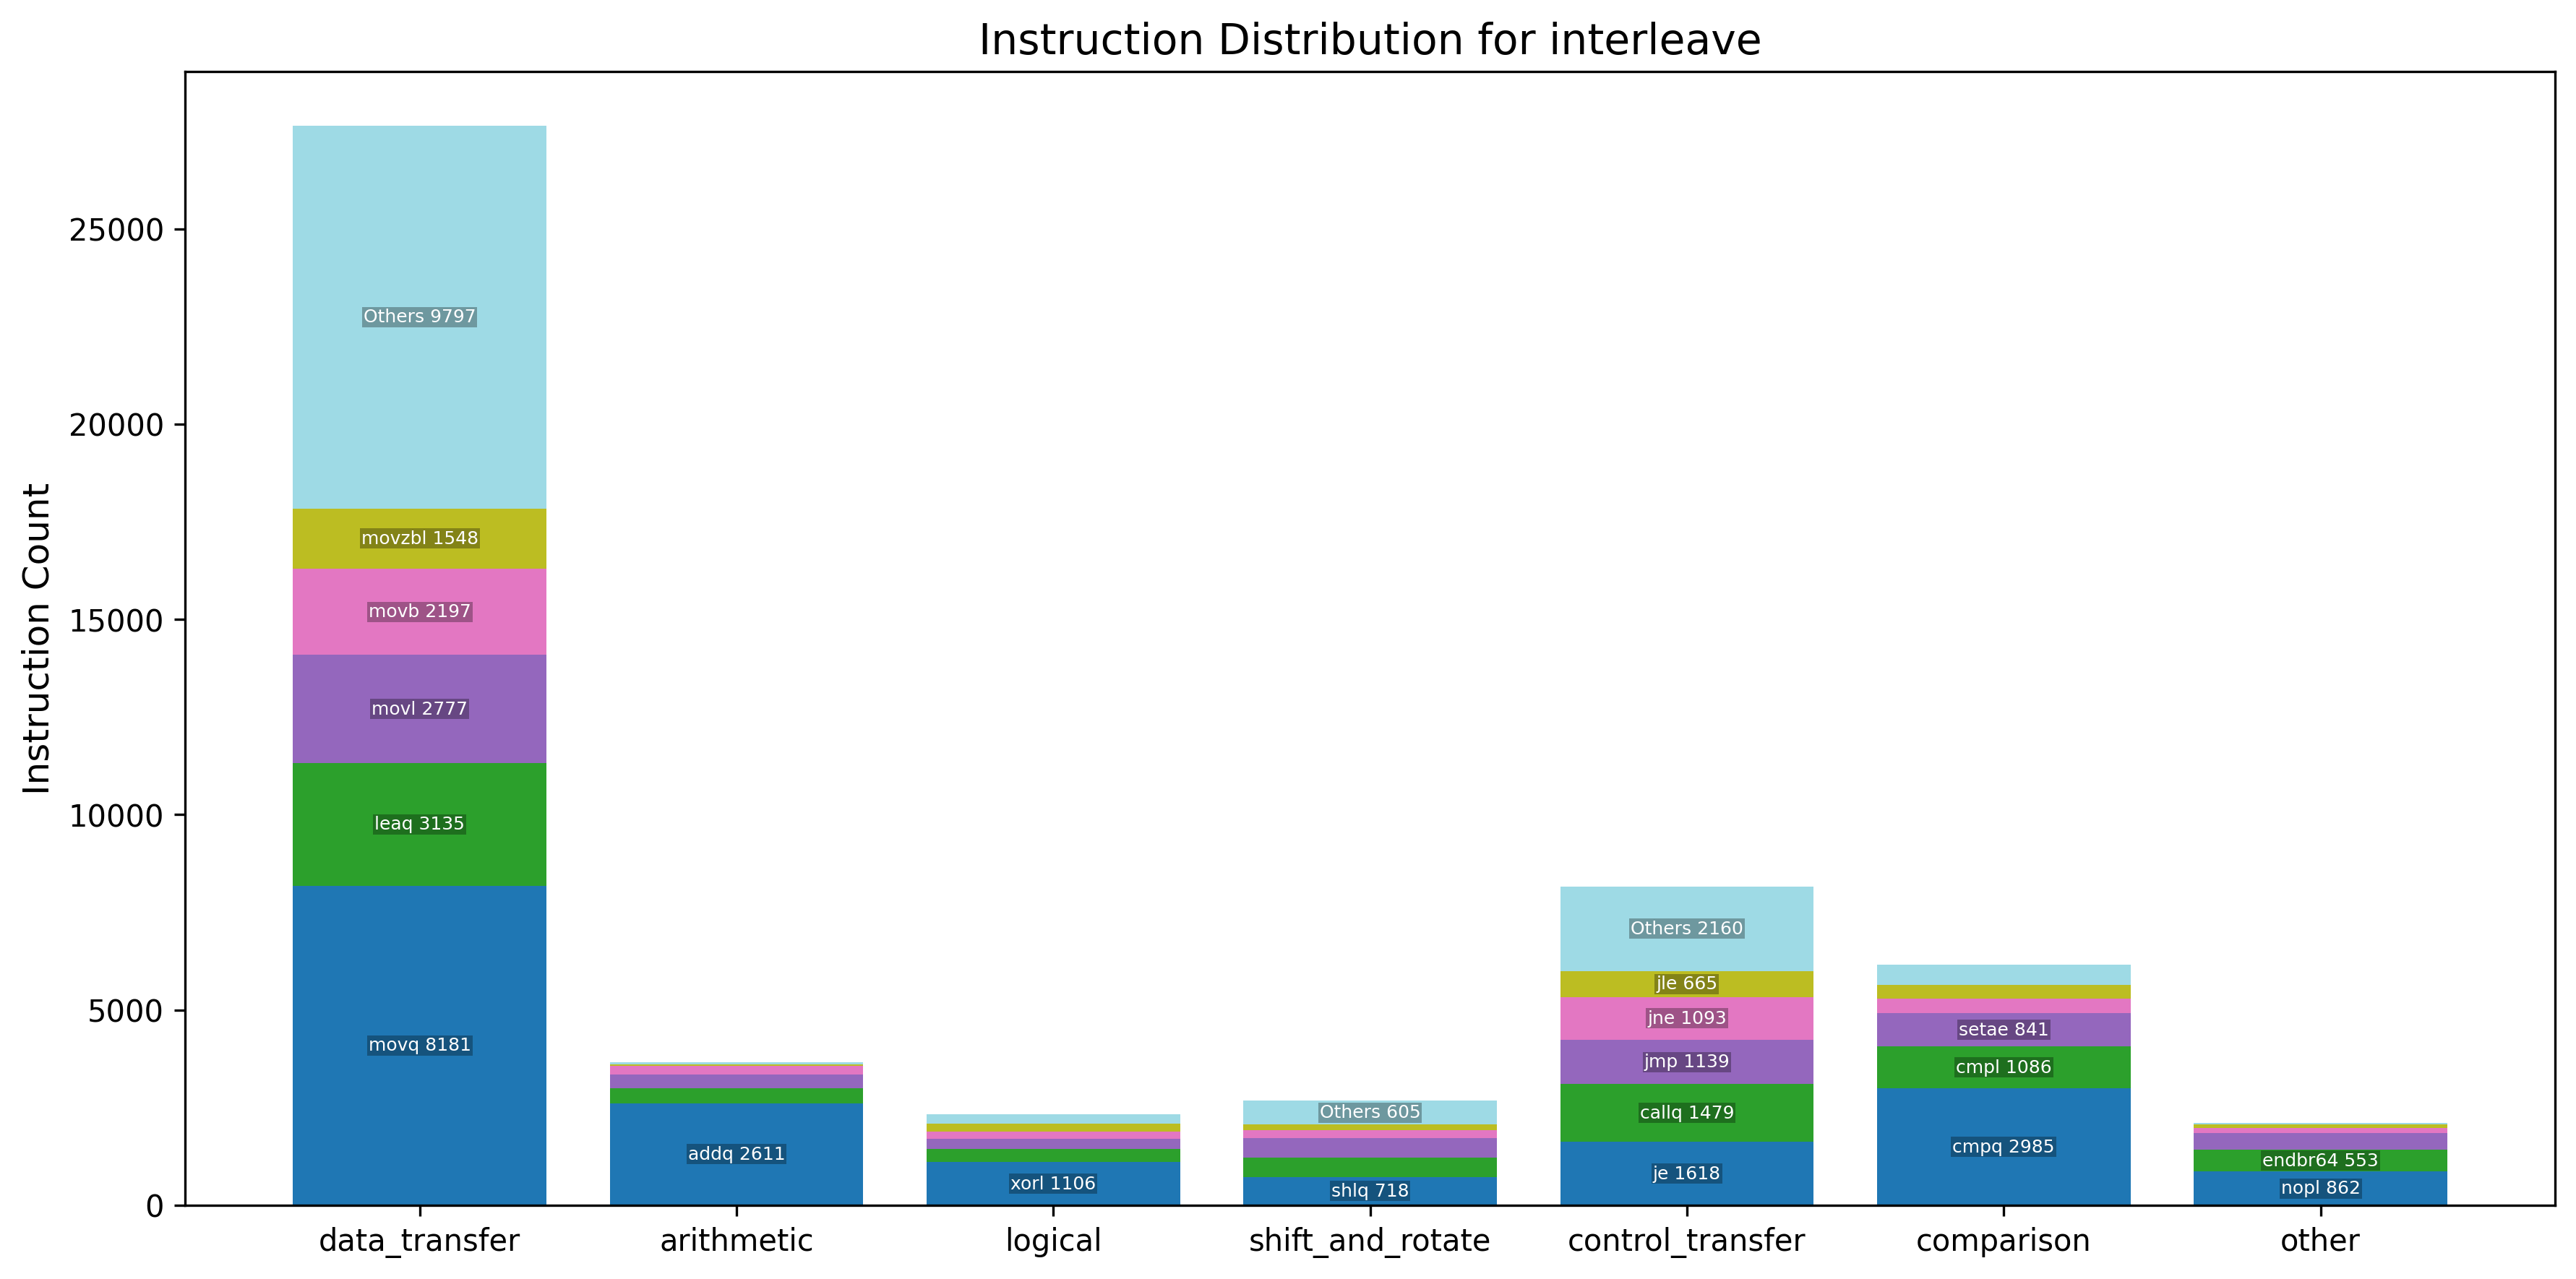 Instruction Distribution for interleave
Instruction Count
25000
20000
15000
10000
5000
0
Others 9797
movzbl 1548
movb 2197
movl 2777
leaq 3135
movq 8181
addq 2611
xorl 1106
Others 605
shlq 718
Others 2160
jle 665
jne 1093
jmp 1139
callq 1479
je 1618
setae 841
cmpl 1086
cmpq 2985
endbr64 553
nopl 862
data_transfer arithmetic logical shift_and_rotate control_transfer comparison other